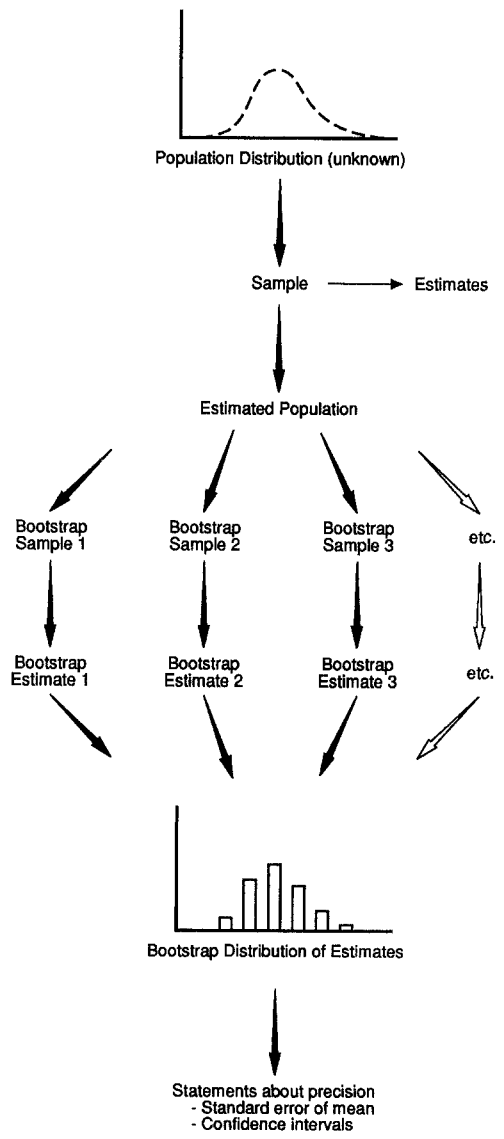 Population Distribution (unknown)
Sample
Estimates
Estimated Population
Bootstrap
Sample 1
Bootstrap
Sample 2
Bootstrap
Sample 3
etc.
Bootstrap
Estimate 1
Bootstrap
Estimate 2
Bootstrap
Estimate 3
etc.
Bootstrap Distribution of Estimates
Statements about precision
- Standard error of mean
- Confidence intervals